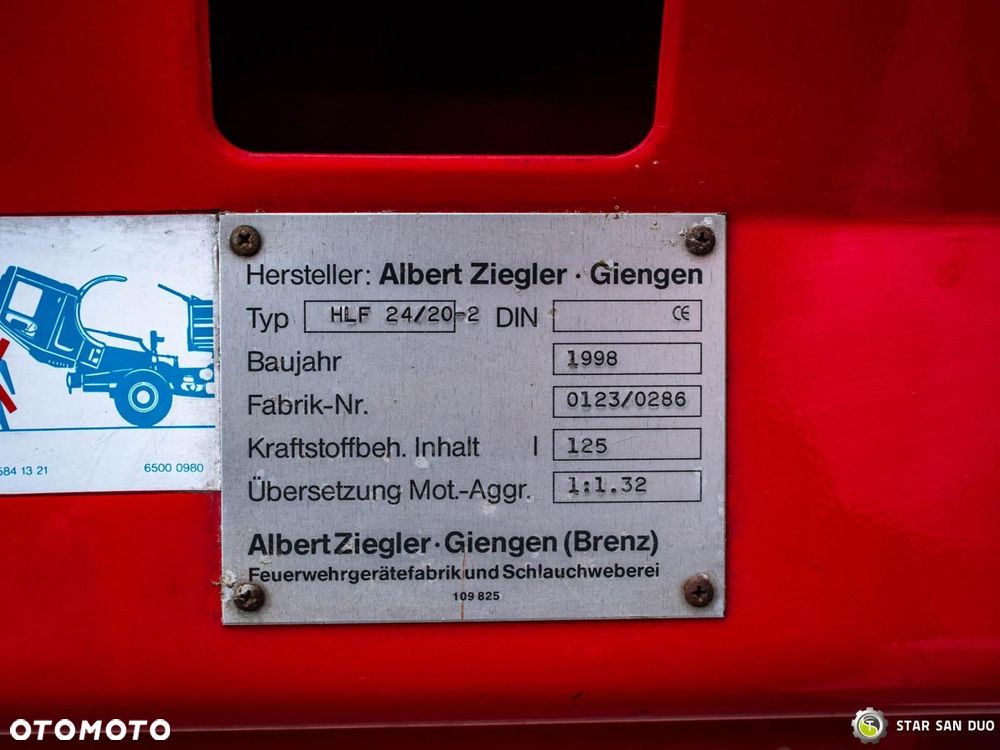 Hersteller: Albert Ziegler · Giengen
Typ HLF 24/20-2 DIN CE
Baujahr 1998
Fabrik-Nr. 0123/0286
Kraftstoffbeh. Inhalt l 125
Übersetzung Mot.-Aggr. 1:1.32
Albert Ziegler · Giengen (Brenz)
Feuerwehrgerätefabrik und Schlauchweberei
109 825
584 13 21 6500 0980
OTOMOTO
STAR SAN DUO